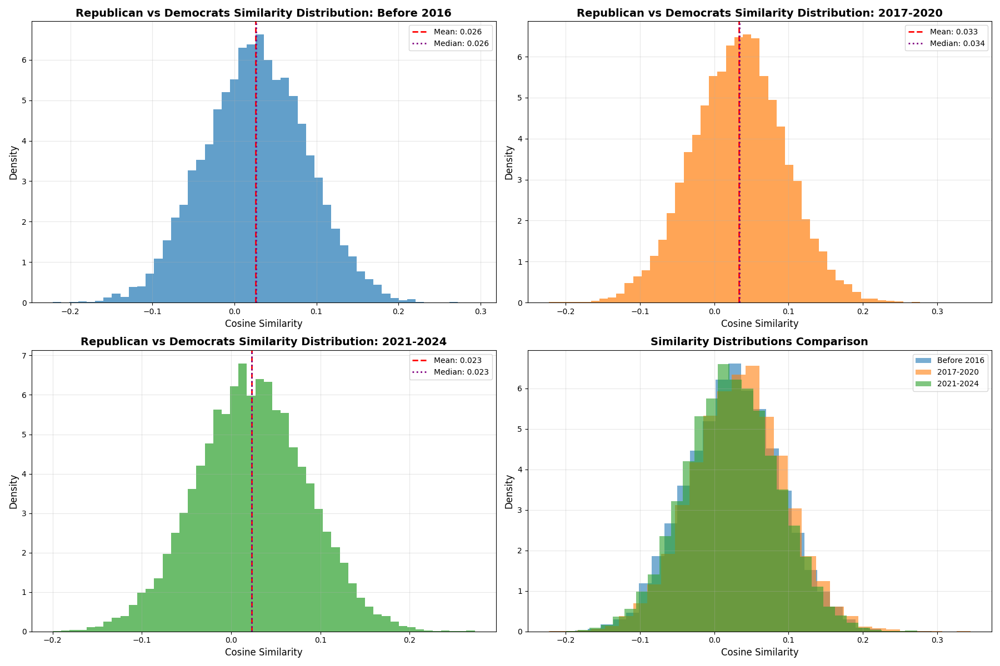 Republican vs Democrats Similarity Distribution: Before 2016
Mean: 0.026
Median: 0.026
Density
0
1
2
3
4
5
6
−0.2
−0.1
0.0
0.1
0.2
0.3
Cosine Similarity
Republican vs Democrats Similarity Distribution: 2017-2020
Mean: 0.033
Median: 0.034
Density
0
1
2
3
4
5
6
−0.2
−0.1
0.0
0.1
0.2
0.3
Cosine Similarity
Republican vs Democrats Similarity Distribution: 2021-2024
Mean: 0.023
Median: 0.023
Density
0
1
2
3
4
5
6
7
−0.2
−0.1
0.0
0.1
0.2
Cosine Similarity
Similarity Distributions Comparison
Before 2016
2017-2020
2021-2024
Density
0
1
2
3
4
5
6
−0.2
−0.1
0.0
0.1
0.2
0.3
Cosine Similarity